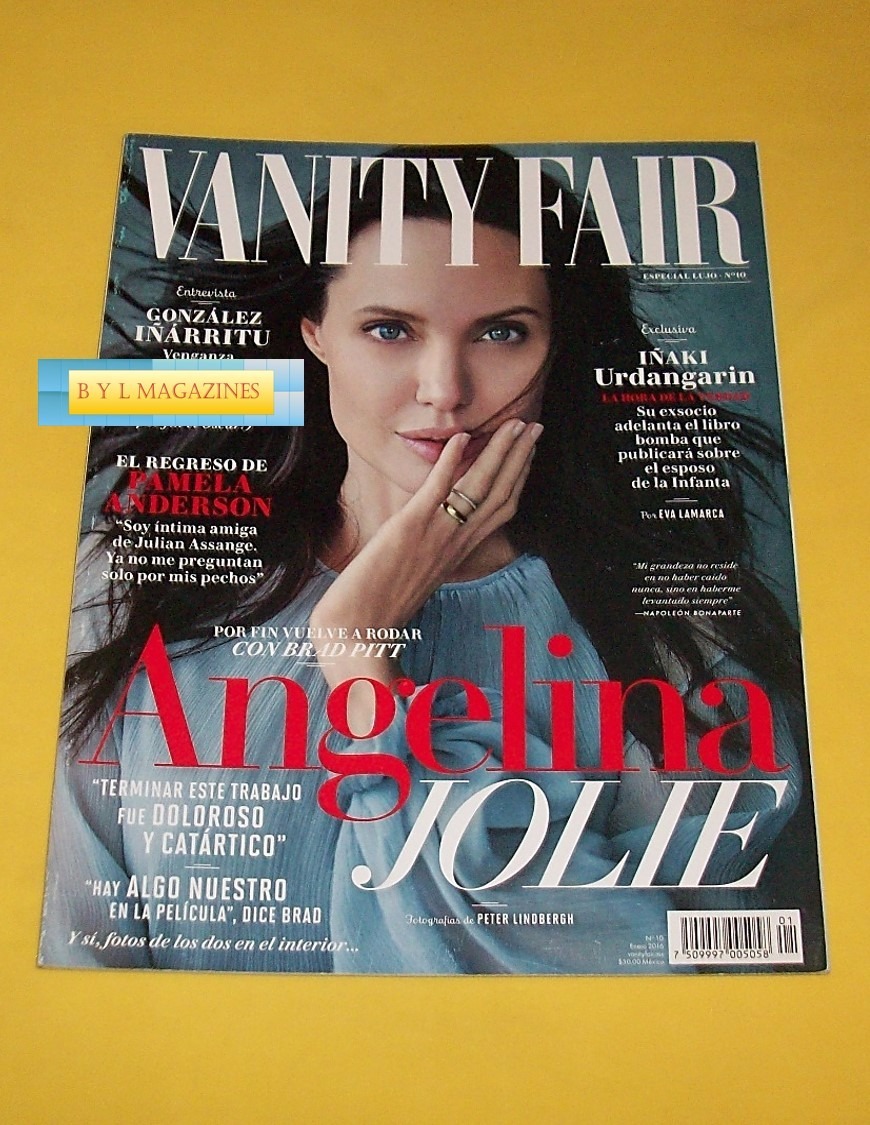 VANITY FAIR
ESPECIAL LUJO - Nº10
Entrevista
GONZÁLEZ
IÑÁRRITU
Venganza
B Y L MAGAZINES
EL REGRESO DE
PAMELA
ANDERSON
“Soy íntima amiga
de Julian Assange.
Ya no me preguntan
solo por mis pechos”
Exclusiva
IÑAKI
Urdangarin
LA HORA DE LA VERDAD
Su exsocio
adelanta el libro
bomba que
publicará sobre
el esposo
de la Infanta
Por EVA LAMARCA
“Mi grandeza no reside
en no haber caído
nunca, sino en haberme
levantado siempre”
—NAPOLEÓN BONAPARTE
POR FIN VUELVE A RODAR
CON BRAD PITT
Angelina
JOLIE
“TERMINAR ESTE TRABAJO
FUE DOLOROSO
Y CATÁRTICO”
“HAY ALGO NUESTRO
EN LA PELÍCULA”, DICE BRAD
Y sí, fotos de los dos en el interior...
Fotografías de PETER LINDBERGH
Nº 10
Enero 2016
vanityfair.mx
$50.00 México
01
7 509997 005058